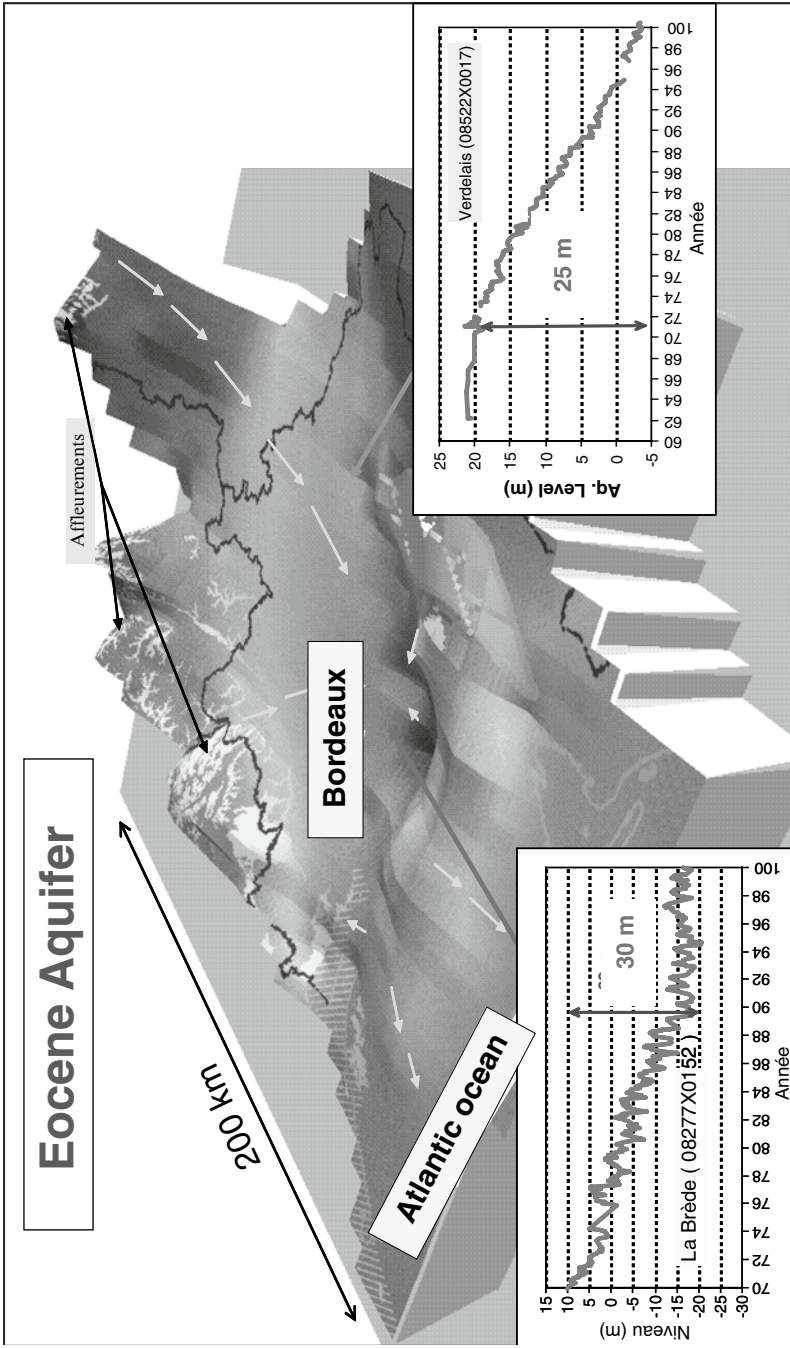 Eocene Aquifer
200 km
Affleurements
Bordeaux
Atlantic ocean
Niveau (m)
15
10
5
0
-5
-10
-15
-20
-25
-30
30 m
La Brède ( 08277X0152 )
70 72 74 76 78 80 82 84 86 88 90 92 94 96 98 100
Année
Verdelais (08522X0017)
Aq. Level (m)
25
20
15
10
5
0
-5
25 m
60 62 64 66 68 70 72 74 76 78 80 82 84 86 88 90 92 94 96 98 100
Année